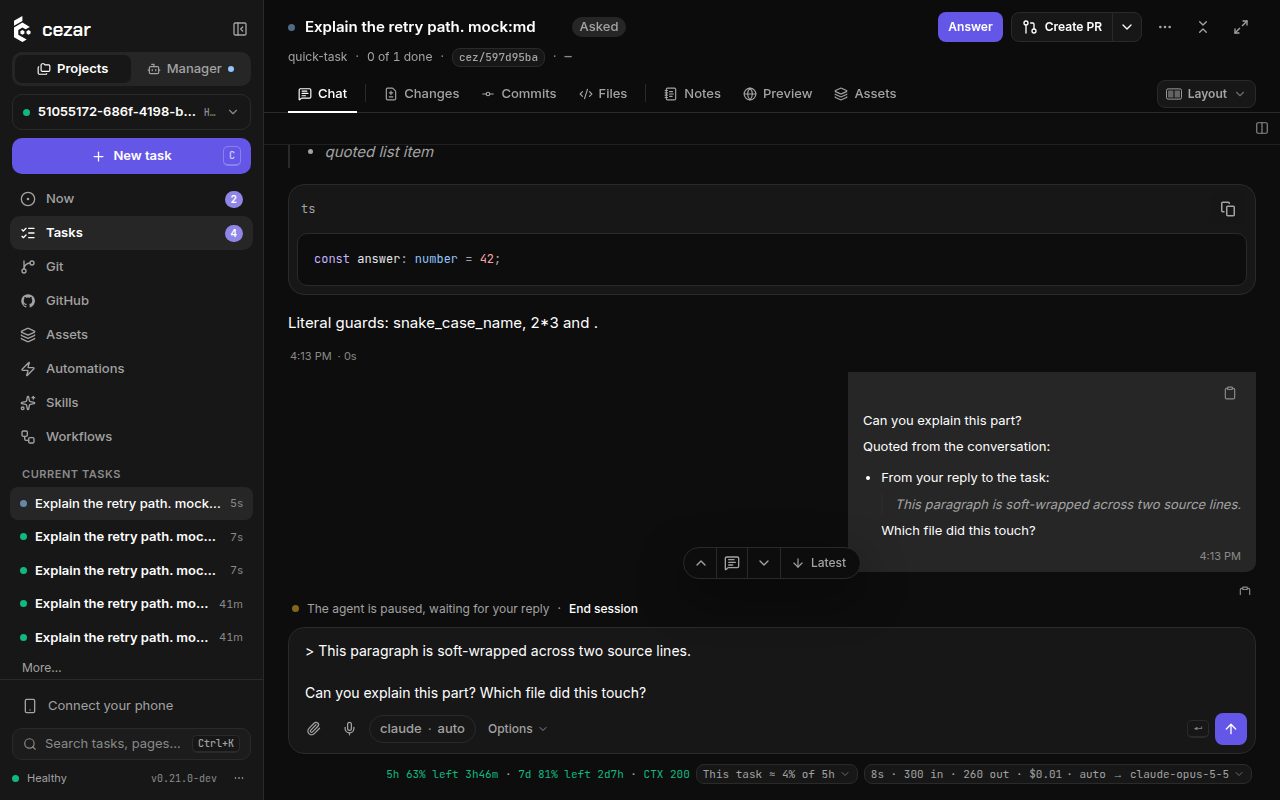 cezar
Projects
Manager
51055172-686f-4198-b... H...
New task C
Now 2
Tasks 4
Git
GitHub
Assets
Automations
Skills
Workflows
CURRENT TASKS
Explain the retry path. mock... 5s
Explain the retry path. moc... 7s
Explain the retry path. moc... 7s
Explain the retry path. mo... 41m
Explain the retry path. mo... 41m
More...
Connect your phone
Search tasks, pages... Ctrl+K
Healthy v0.21.0-dev ...
Explain the retry path. mock:md Asked
Answer Create PR
quick-task · 0 of 1 done · cez/597d95ba · –
Chat Changes Commits Files Notes Preview Assets Layout
• quoted list item
ts
const answer: number = 42;
Literal guards: snake_case_name, 2*3 and .
4:13 PM · 0s
Can you explain this part?
Quoted from the conversation:
• From your reply to the task:
This paragraph is soft-wrapped across two source lines.
Which file did this touch?
4:13 PM
Latest
The agent is paused, waiting for your reply · End session
> This paragraph is soft-wrapped across two source lines.
Can you explain this part? Which file did this touch?
claude · auto Options
5h 63% left 3h46m · 7d 81% left 2d7h · CTX 200 This task ≈ 4% of 5h 8s · 300 in · 260 out · $0.01 · auto → claude-opus-5-5